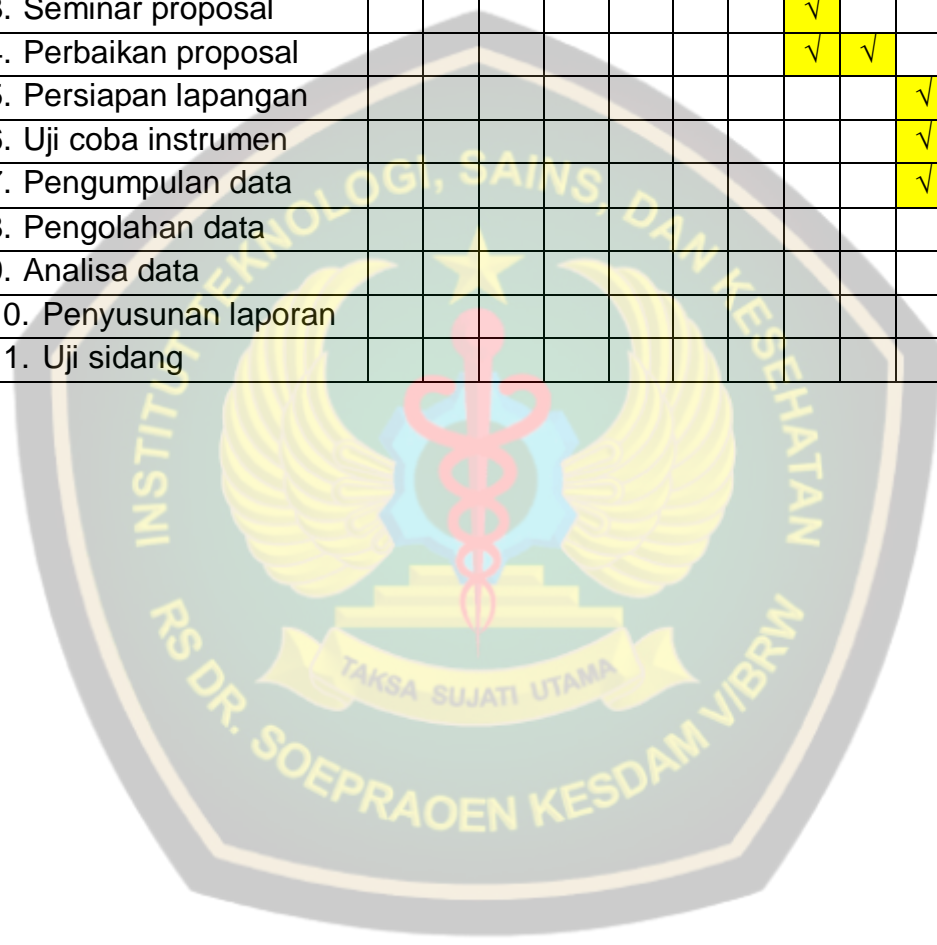 3. Seminar proposal √
4. Perbaikan proposal √ √
5. Persiapan lapangan √
6. Uji coba instrumen √
7. Pengumpulan data √
8. Pengolahan data
9. Analisa data
0. Penyusunan laporan
1. Uji sidang
INSTITUT TEKNOLOGI, SAINS, DAN KESEHATAN
TAKSA SUJATI UTAMA
RS DR. SOEPRAOEN KESDAM V/BRW